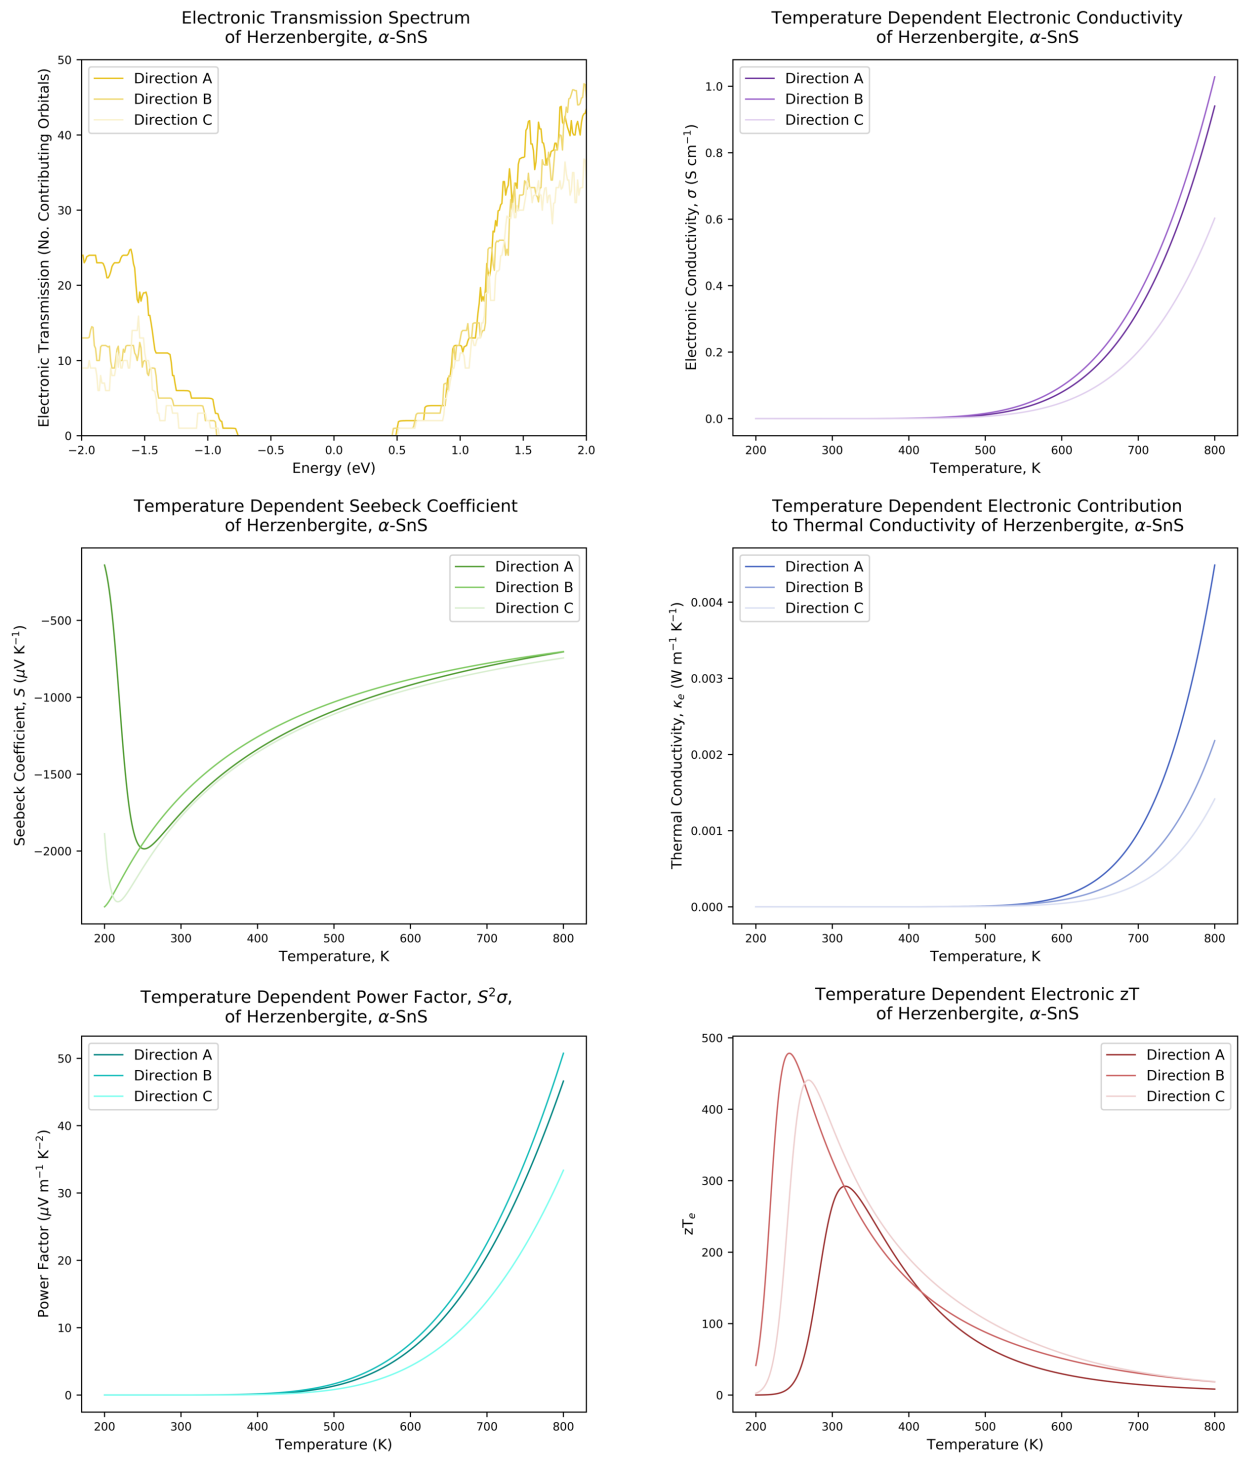 Electronic Transmission Spectrum
of Herzenbergite, α-SnS
Electronic Transmission (No. Contributing Orbitals)
50
40
30
20
10
0
Direction A
Direction B
Direction C
−2.0 −1.5 −1.0 −0.5 0.0 0.5 1.0 1.5 2.0
Energy (eV)
Temperature Dependent Electronic Conductivity
of Herzenbergite, α-SnS
Electronic Conductivity, σ (S cm⁻¹)
1.0
0.8
0.6
0.4
0.2
0.0
Direction A
Direction B
Direction C
200 300 400 500 600 700 800
Temperature, K
Temperature Dependent Seebeck Coefficient
of Herzenbergite, α-SnS
Seebeck Coefficient, S (μV K⁻¹)
−500
−1000
−1500
−2000
Direction A
Direction B
Direction C
200 300 400 500 600 700 800
Temperature, K
Temperature Dependent Electronic Contribution
to Thermal Conductivity of Herzenbergite, α-SnS
Thermal Conductivity, κₑ (W m⁻¹ K⁻¹)
0.004
0.003
0.002
0.001
0.000
Direction A
Direction B
Direction C
200 300 400 500 600 700 800
Temperature, K
Temperature Dependent Power Factor, S²σ,
of Herzenbergite, α-SnS
Power Factor (μV m⁻¹ K⁻²)
50
40
30
20
10
0
Direction A
Direction B
Direction C
200 300 400 500 600 700 800
Temperature (K)
Temperature Dependent Electronic zT
of Herzenbergite, α-SnS
zTₑ
500
400
300
200
100
0
Direction A
Direction B
Direction C
200 300 400 500 600 700 800
Temperature (K)